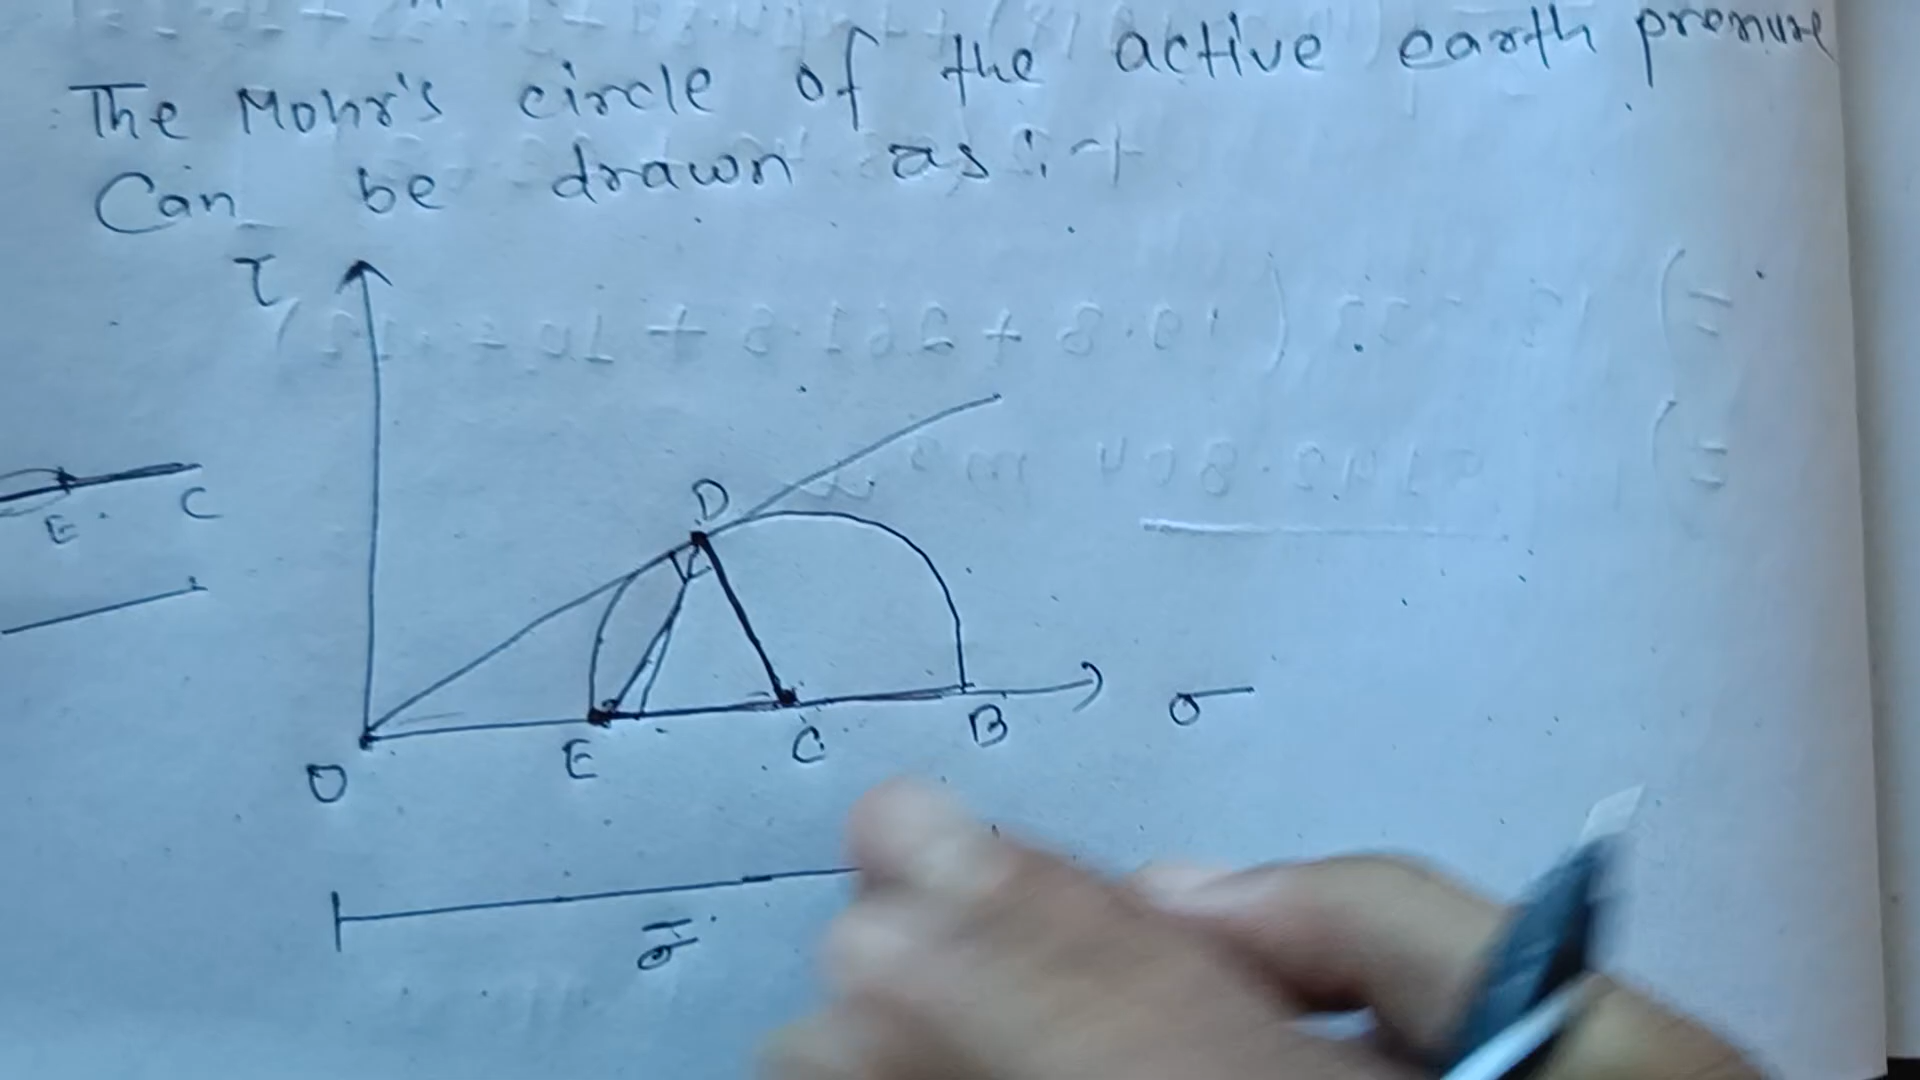 The Mohr's circle of the active earth pressure
Can be drawn as :-
τ
D
E C
O E C B σ
σ̄